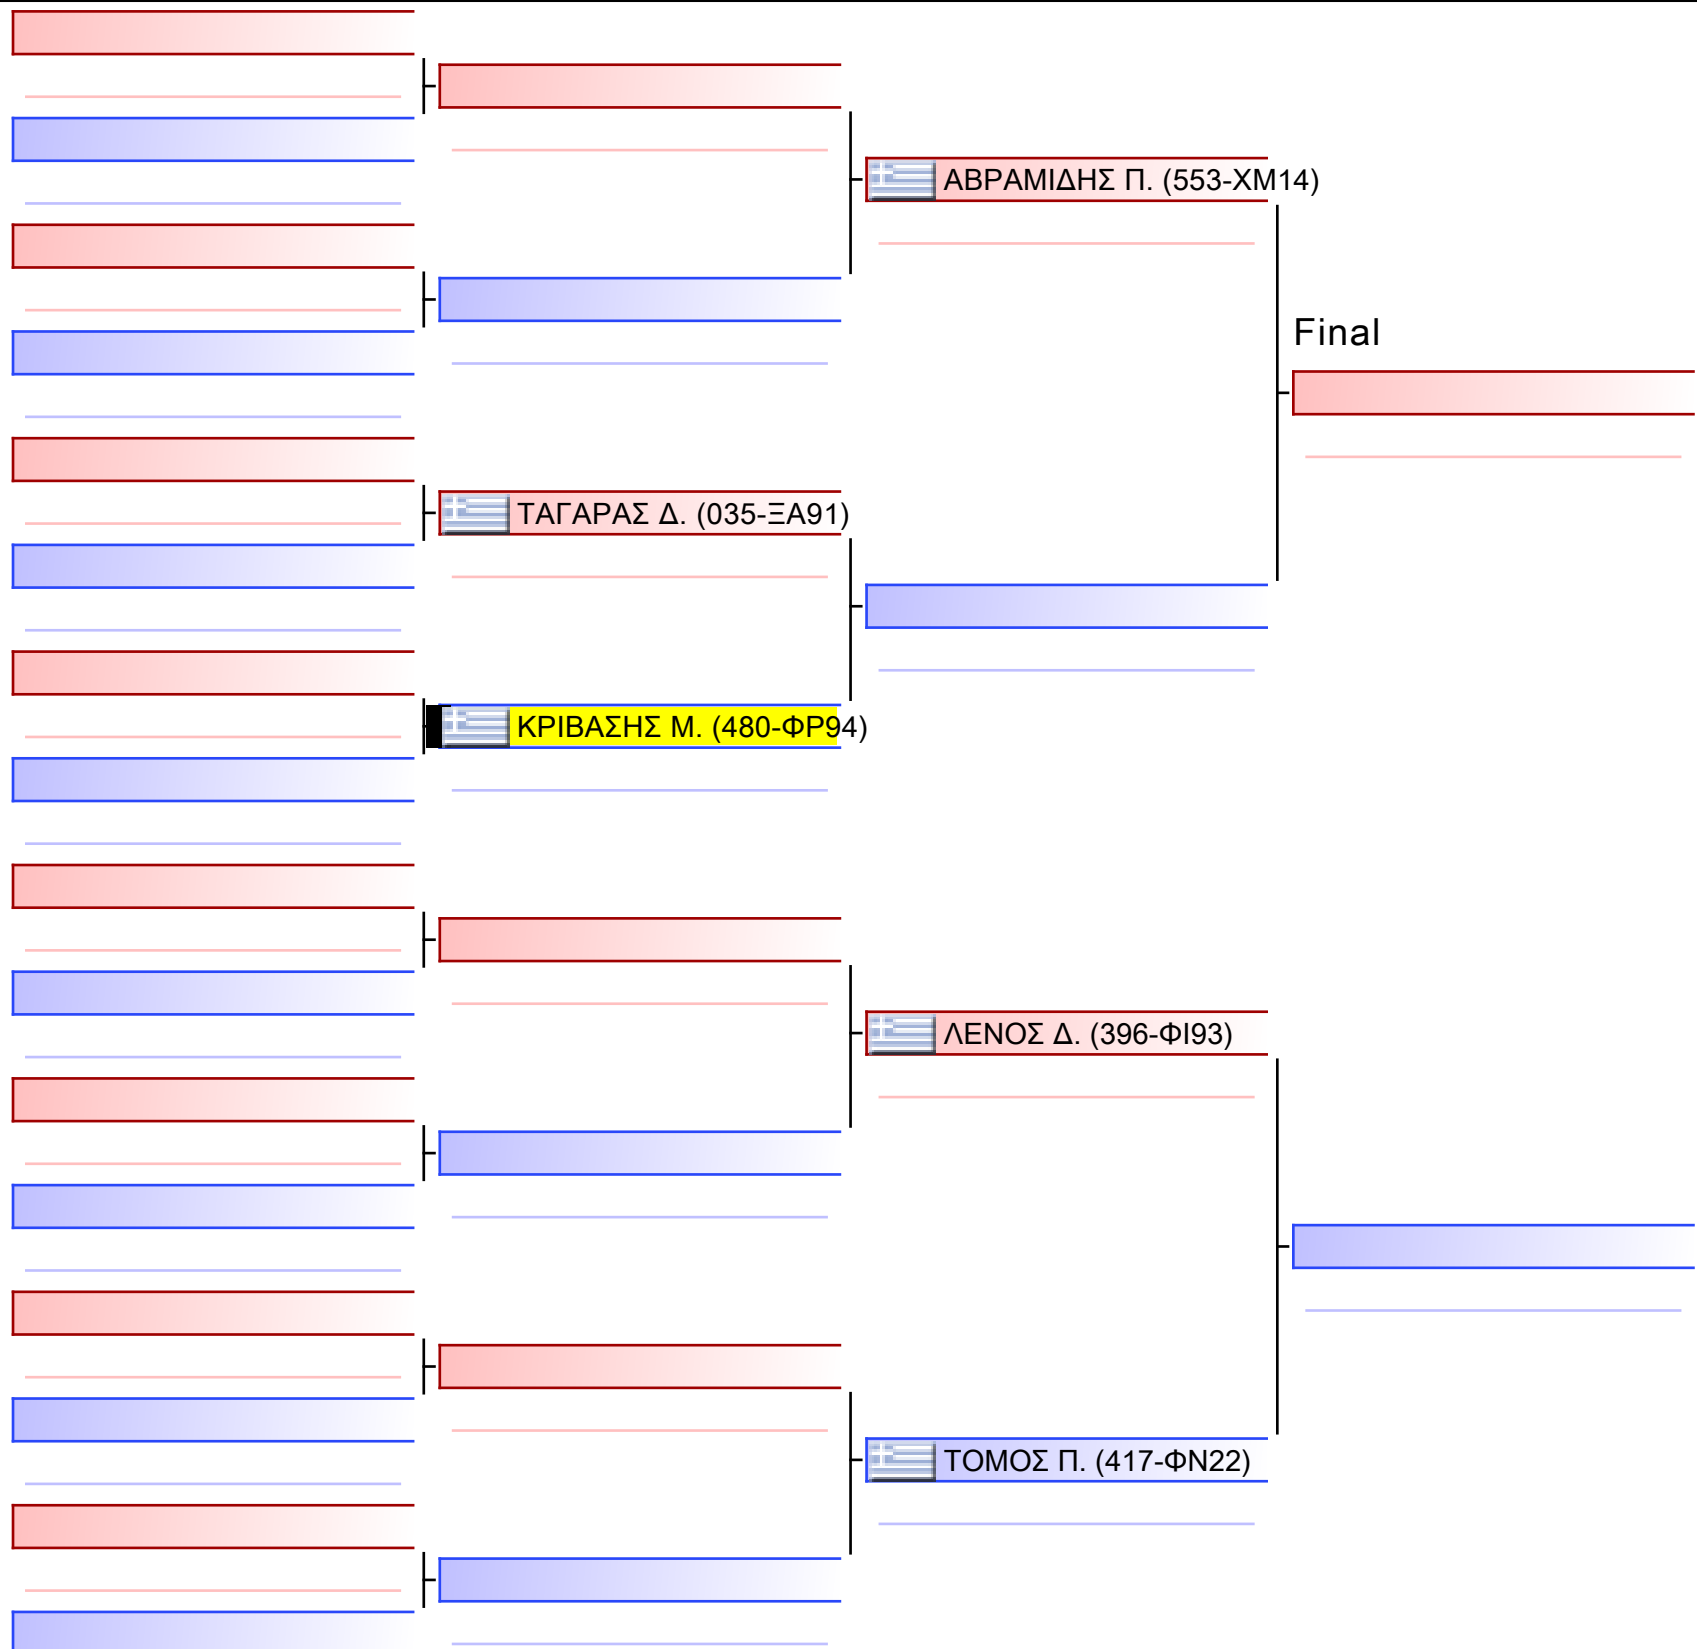 ΑΒΡΑΜΙΔΗΣ Π. (553-ΧΜ14)
Final
ΤΑΓΑΡΑΣ Δ. (035-ΞΑ91)
ΚΡΙΒΑΣΗΣ Μ. (480-ΦΡ94)
ΛΕΝΟΣ Δ. (396-ΦΙ93)
ΤΟΜΟΣ Π. (417-ΦΝ22)